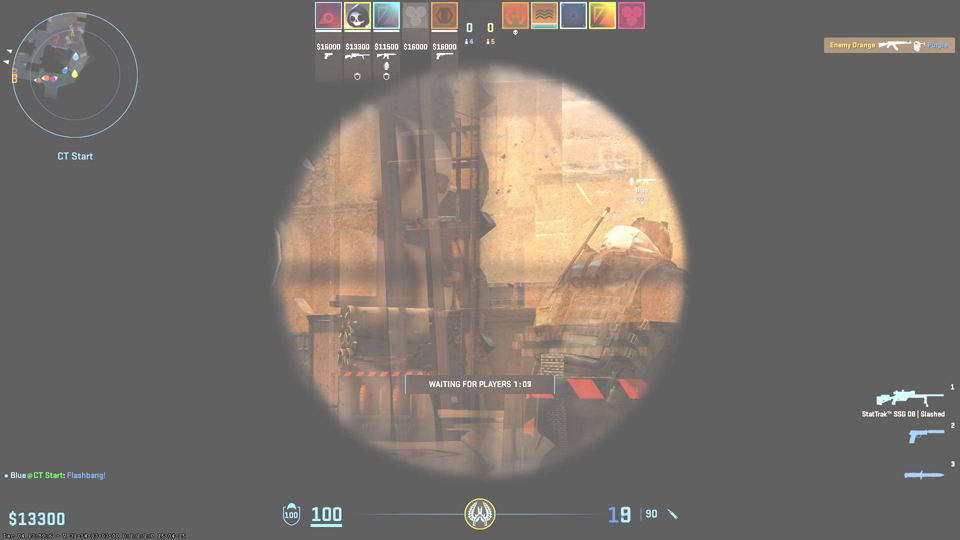 0 0
6 5
$16000 $13300 $11500 $16000 $16000
Enemy Orange Purple
B
CT Start
Blue
WAITING FOR PLAYERS 1:09
1
StatTrak™ SSG 08 | Slashed
2
3
Blue@CT Start: Flashbang!
$13300
100
100
19 | 90